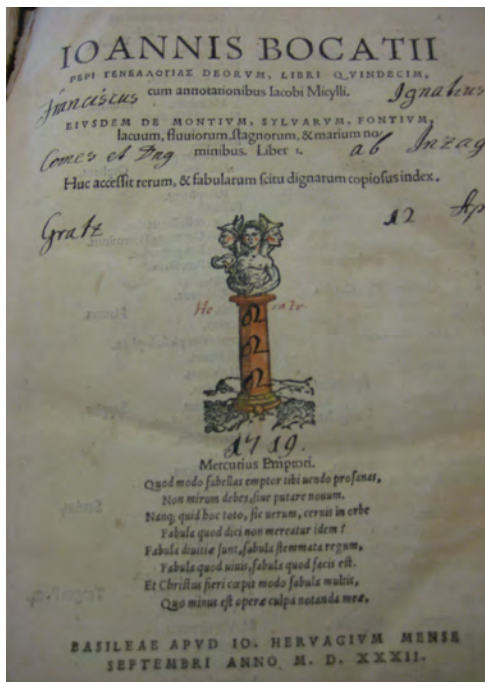 IOANNIS BOCATII
ΠΕΡΙ ΓΕΝΕΑΛΟΓΙΑΣ DEORVM, LIBRI QVINDECIM,
cum annotationibus Iacobi Micylli.
Franciscus Ignatius
EIVSDEM DE MONTIVM, SYLVARVM, FONTIVM,
lacuum, fluuiorum, stagnorum, & marium no/
Comes et Dns minibus. Liber I. ab Inzag
Huc accessit rerum, & fabularum scitu dignarum copiosus index.
Gratz 12 Ap
He cate
1719.
Mercurius Emptori.
Quod modo fabellas emptor tibi uendo profanas,
Non mirum debes, siue putare nouum.
Nanq; quid hoc toto, sic uerum, cernis in orbe
Fabula quod dici non mereatur idem?
Fabula diuitiæ sunt, fabula stemmata regum,
Fabula quod uiuis, fabula quod facis est.
Et Christus fieri cœpit modo fabula multis,
Quo minus est operæ culpa notanda meæ.
BASILEAE APVD IO. HERVAGIVM MENSE
SEPTEMBRI ANNO M. D. XXXII.